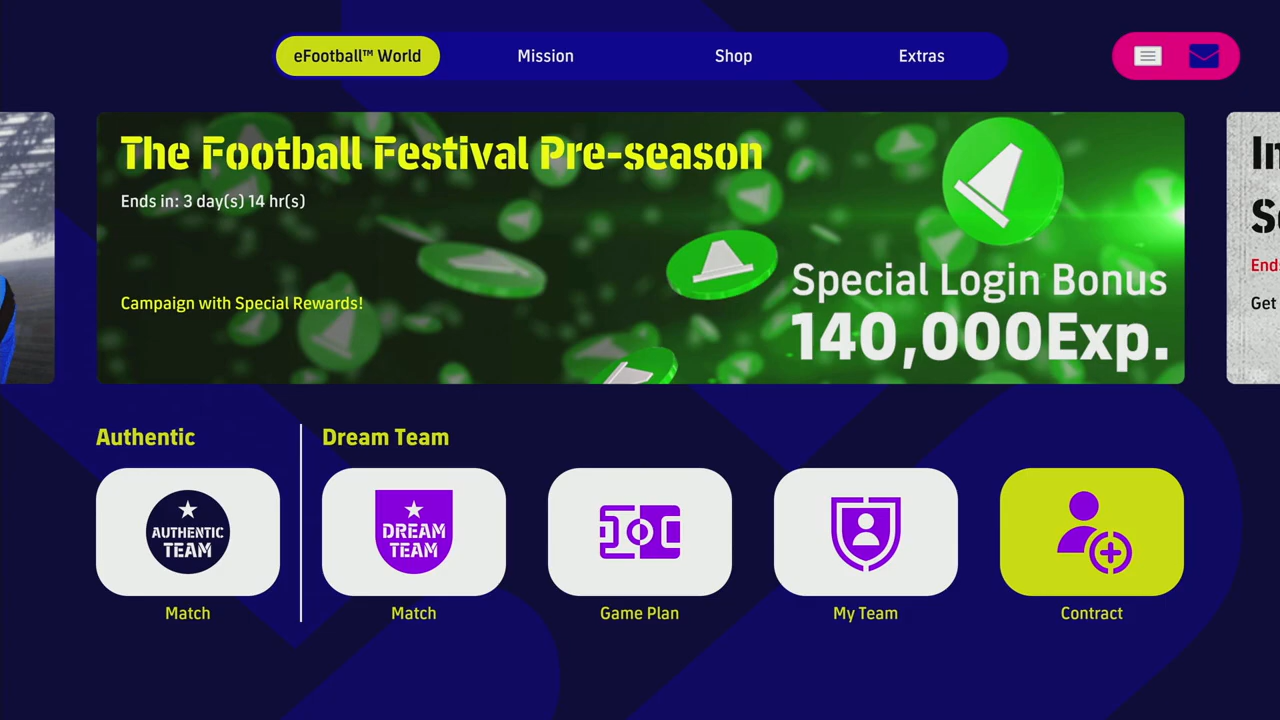 eFootball™ World
Mission
Shop
Extras
The Football Festival Pre-season
Ends in: 3 day(s) 14 hr(s)
Campaign with Special Rewards!
Special Login Bonus
140,000Exp.
Get
Authentic
Dream Team
AUTHENTIC
TEAM
DREAM
TEAM
Match
Match
Game Plan
My Team
Contract